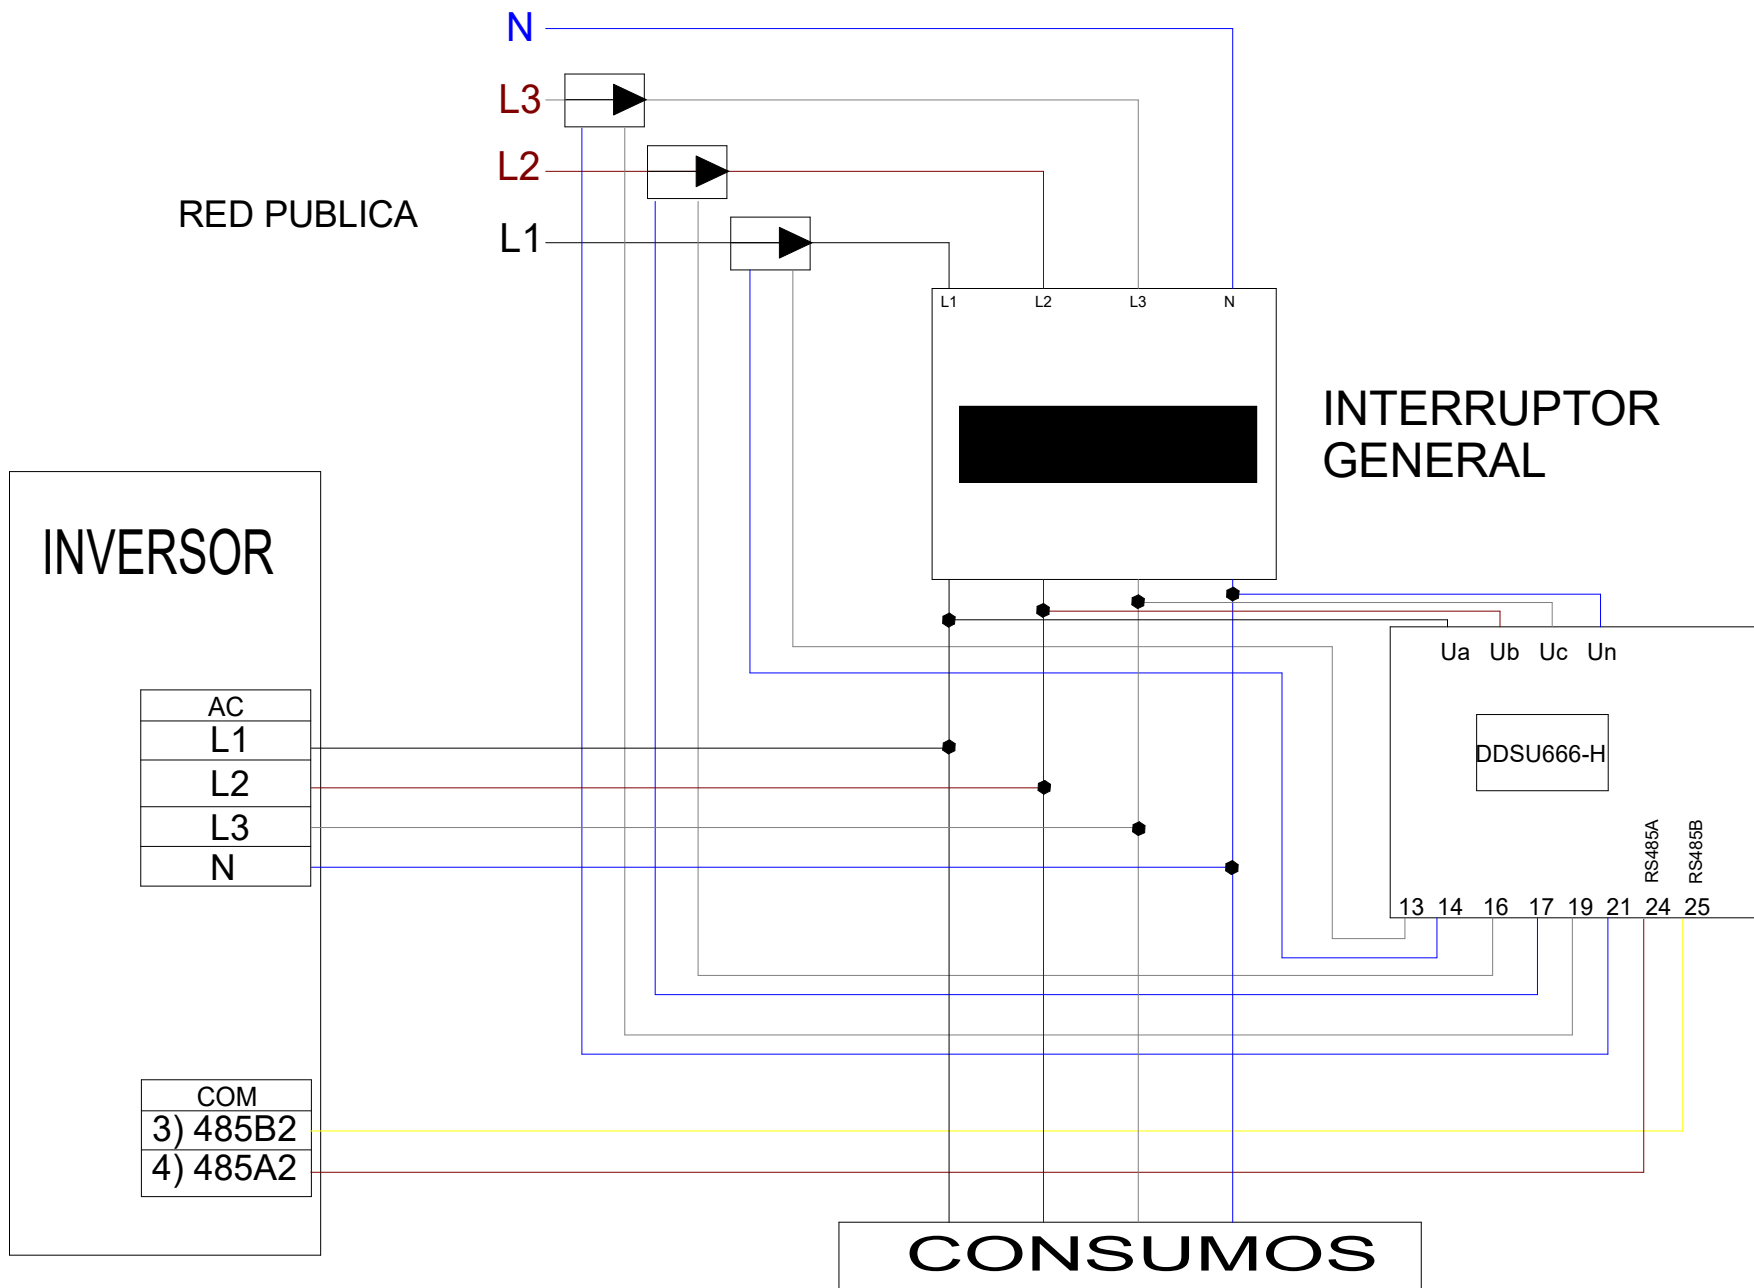 N
L3
L2
RED PUBLICA
L1
L1 L2 L3 N
INTERRUPTOR
GENERAL
INVERSOR
Ua Ub Uc Un
AC
L1
L2
L3
N
DDSU666-H
RS485A
RS485B
13 14 16 17 19 21 24 25
COM
3) 485B2
4) 485A2
CONSUMOS